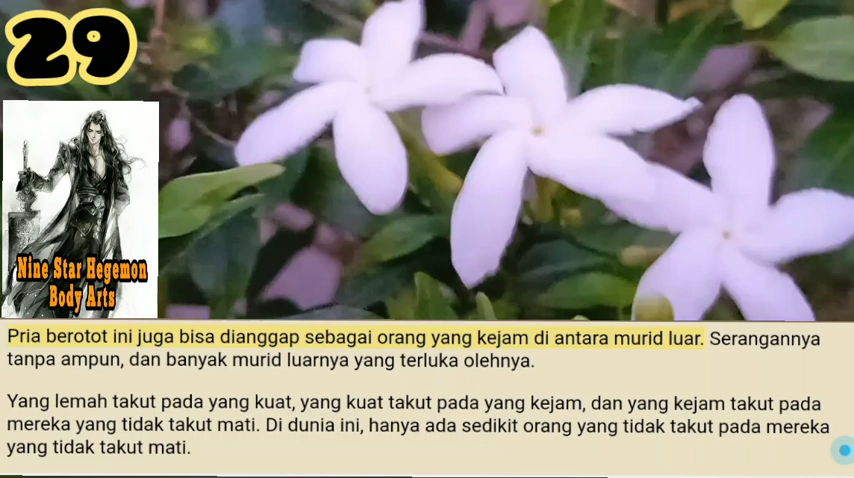 29
Nine Star Hegemon
Body Arts
Pria berotot ini juga bisa dianggap sebagai orang yang kejam di antara murid luar. Serangannya
tanpa ampun, dan banyak murid luarnya yang terluka olehnya.
Yang lemah takut pada yang kuat, yang kuat takut pada yang kejam, dan yang kejam takut pada
mereka yang tidak takut mati. Di dunia ini, hanya ada sedikit orang yang tidak takut pada mereka
yang tidak takut mati.